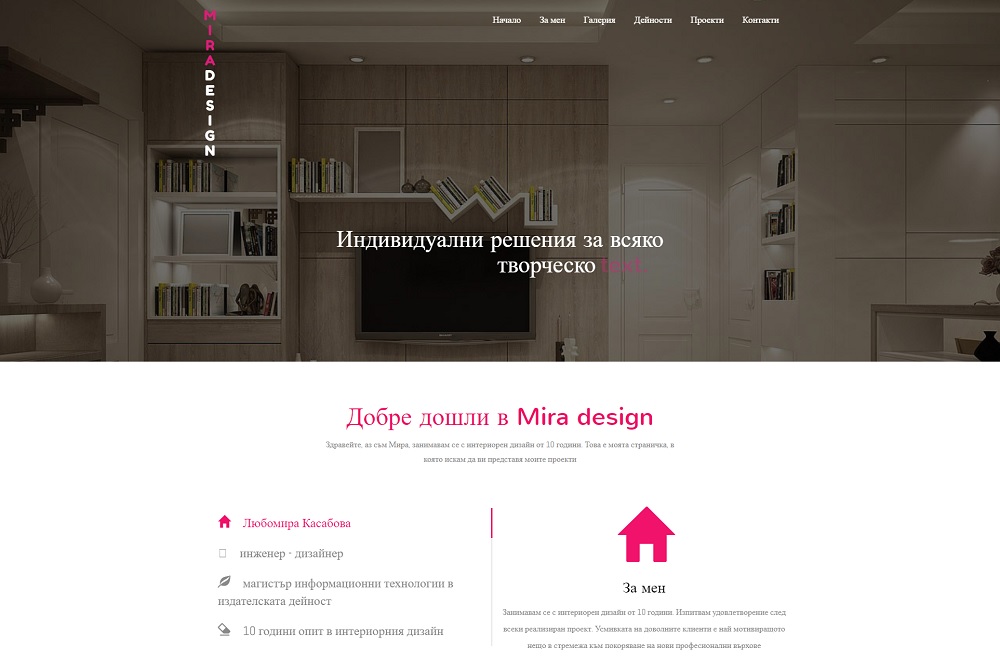 MIRADESIGN
Начало За мен Галерия Дейности Проекти Контакти
Индивидуални решения за всяко
творческо
Добре дошли в Mira design
Здравейте, аз съм Мира, занимавам се с интериорен дизайн от 10 години. Това е моята страничка, в
която искам да ви представя моите проекти
Любомира Касабова
инженер - дизайнер
магистър информационни технологии в
издателската дейност
10 години опит в интериорния дизайн
За мен
Занимавам се с интериорен дизайн от 10 години. Изпитвам удовлетворение след
всеки реализиран проект. Усмивката на доволните клиенти е най мотивиращото
нещо в стремежа към покоряване на нови професионални върхове